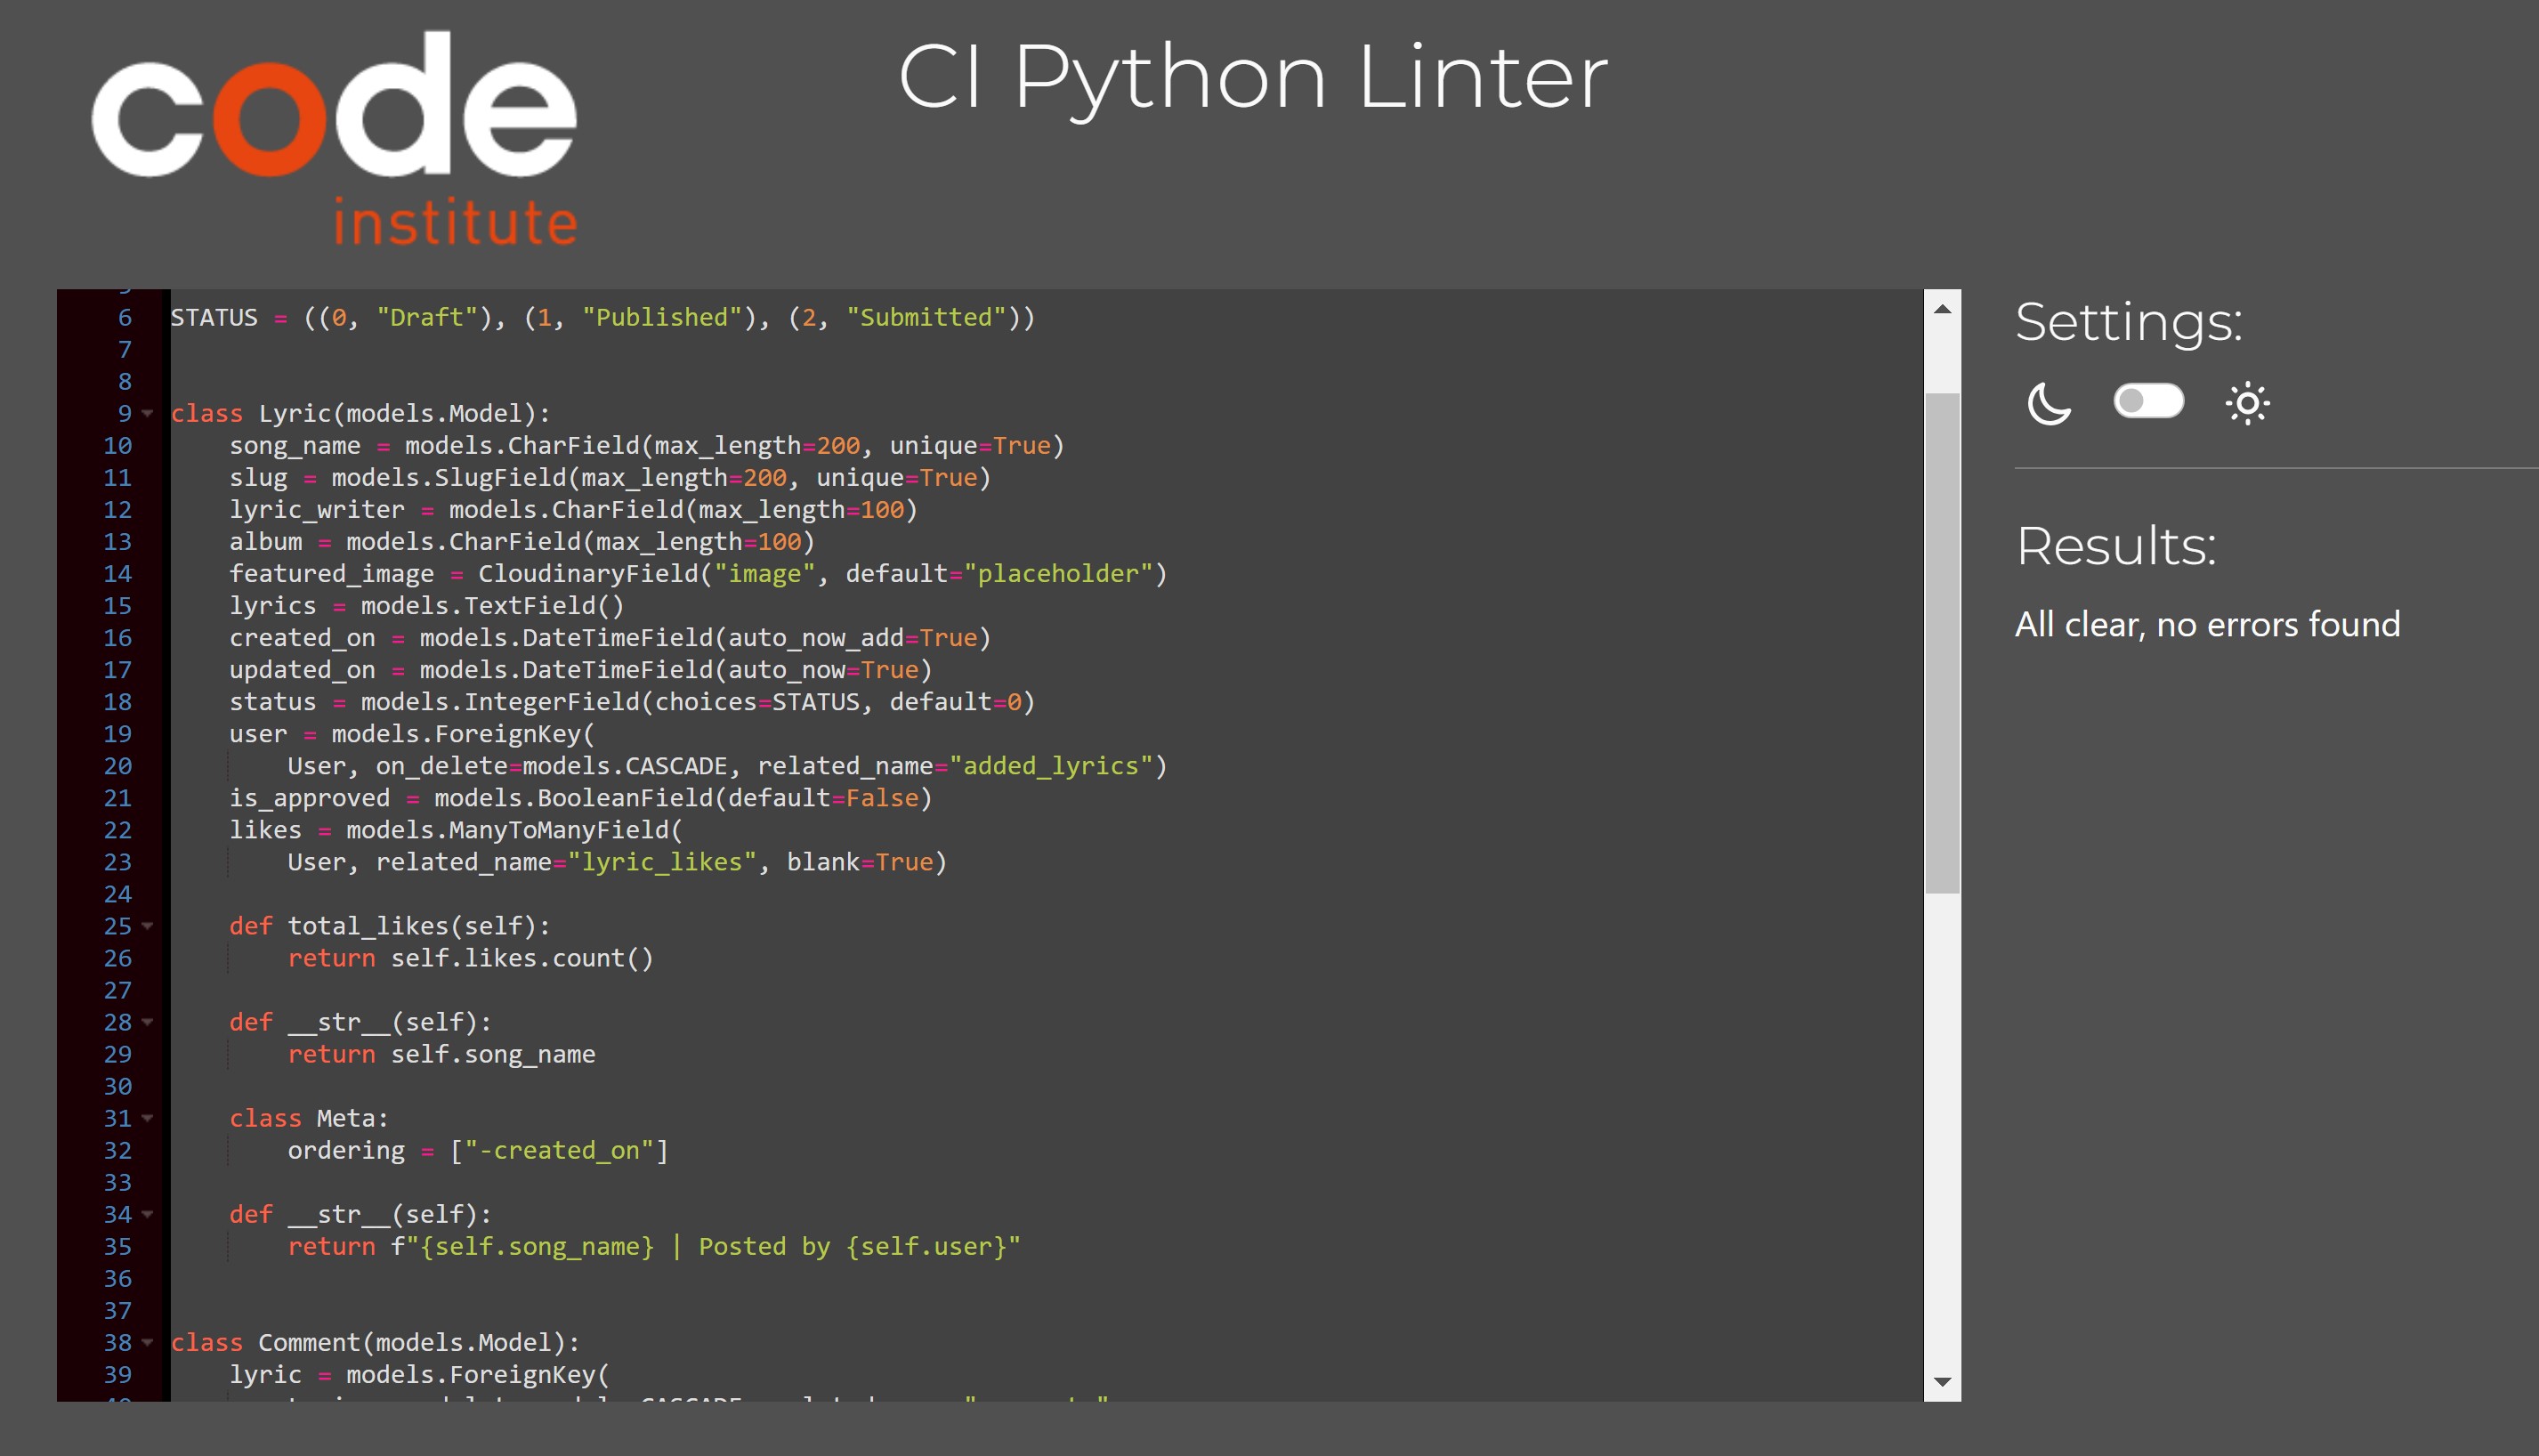 code
institute
CI Python Linter
6 STATUS = ((0, "Draft"), (1, "Published"), (2, "Submitted"))
7
8
9 class Lyric(models.Model):
10     song_name = models.CharField(max_length=200, unique=True)
11     slug = models.SlugField(max_length=200, unique=True)
12     lyric_writer = models.CharField(max_length=100)
13     album = models.CharField(max_length=100)
14     featured_image = CloudinaryField("image", default="placeholder")
15     lyrics = models.TextField()
16     created_on = models.DateTimeField(auto_now_add=True)
17     updated_on = models.DateTimeField(auto_now=True)
18     status = models.IntegerField(choices=STATUS, default=0)
19     user = models.ForeignKey(
20         User, on_delete=models.CASCADE, related_name="added_lyrics")
21     is_approved = models.BooleanField(default=False)
22     likes = models.ManyToManyField(
23         User, related_name="lyric_likes", blank=True)
24
25     def total_likes(self):
26         return self.likes.count()
27
28     def __str__(self):
29         return self.song_name
30
31     class Meta:
32         ordering = ["-created_on"]
33
34     def __str__(self):
35         return f"{self.song_name} | Posted by {self.user}"
36
37
38 class Comment(models.Model):
39     lyric = models.ForeignKey(
Settings:
Results:
All clear, no errors found